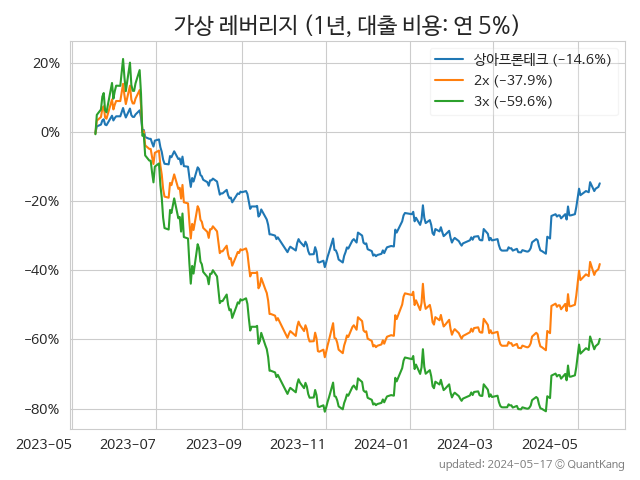 가상 레버리지 (1년, 대출 비용: 연 5%)
상아프론테크 (−14.6%)
2x (−37.9%)
3x (−59.6%)
20%
0%
−20%
−40%
−60%
−80%
2023−05 2023−07 2023−09 2023−11 2024−01 2024−03 2024−05
updated: 2024-05-17 © QuantKang